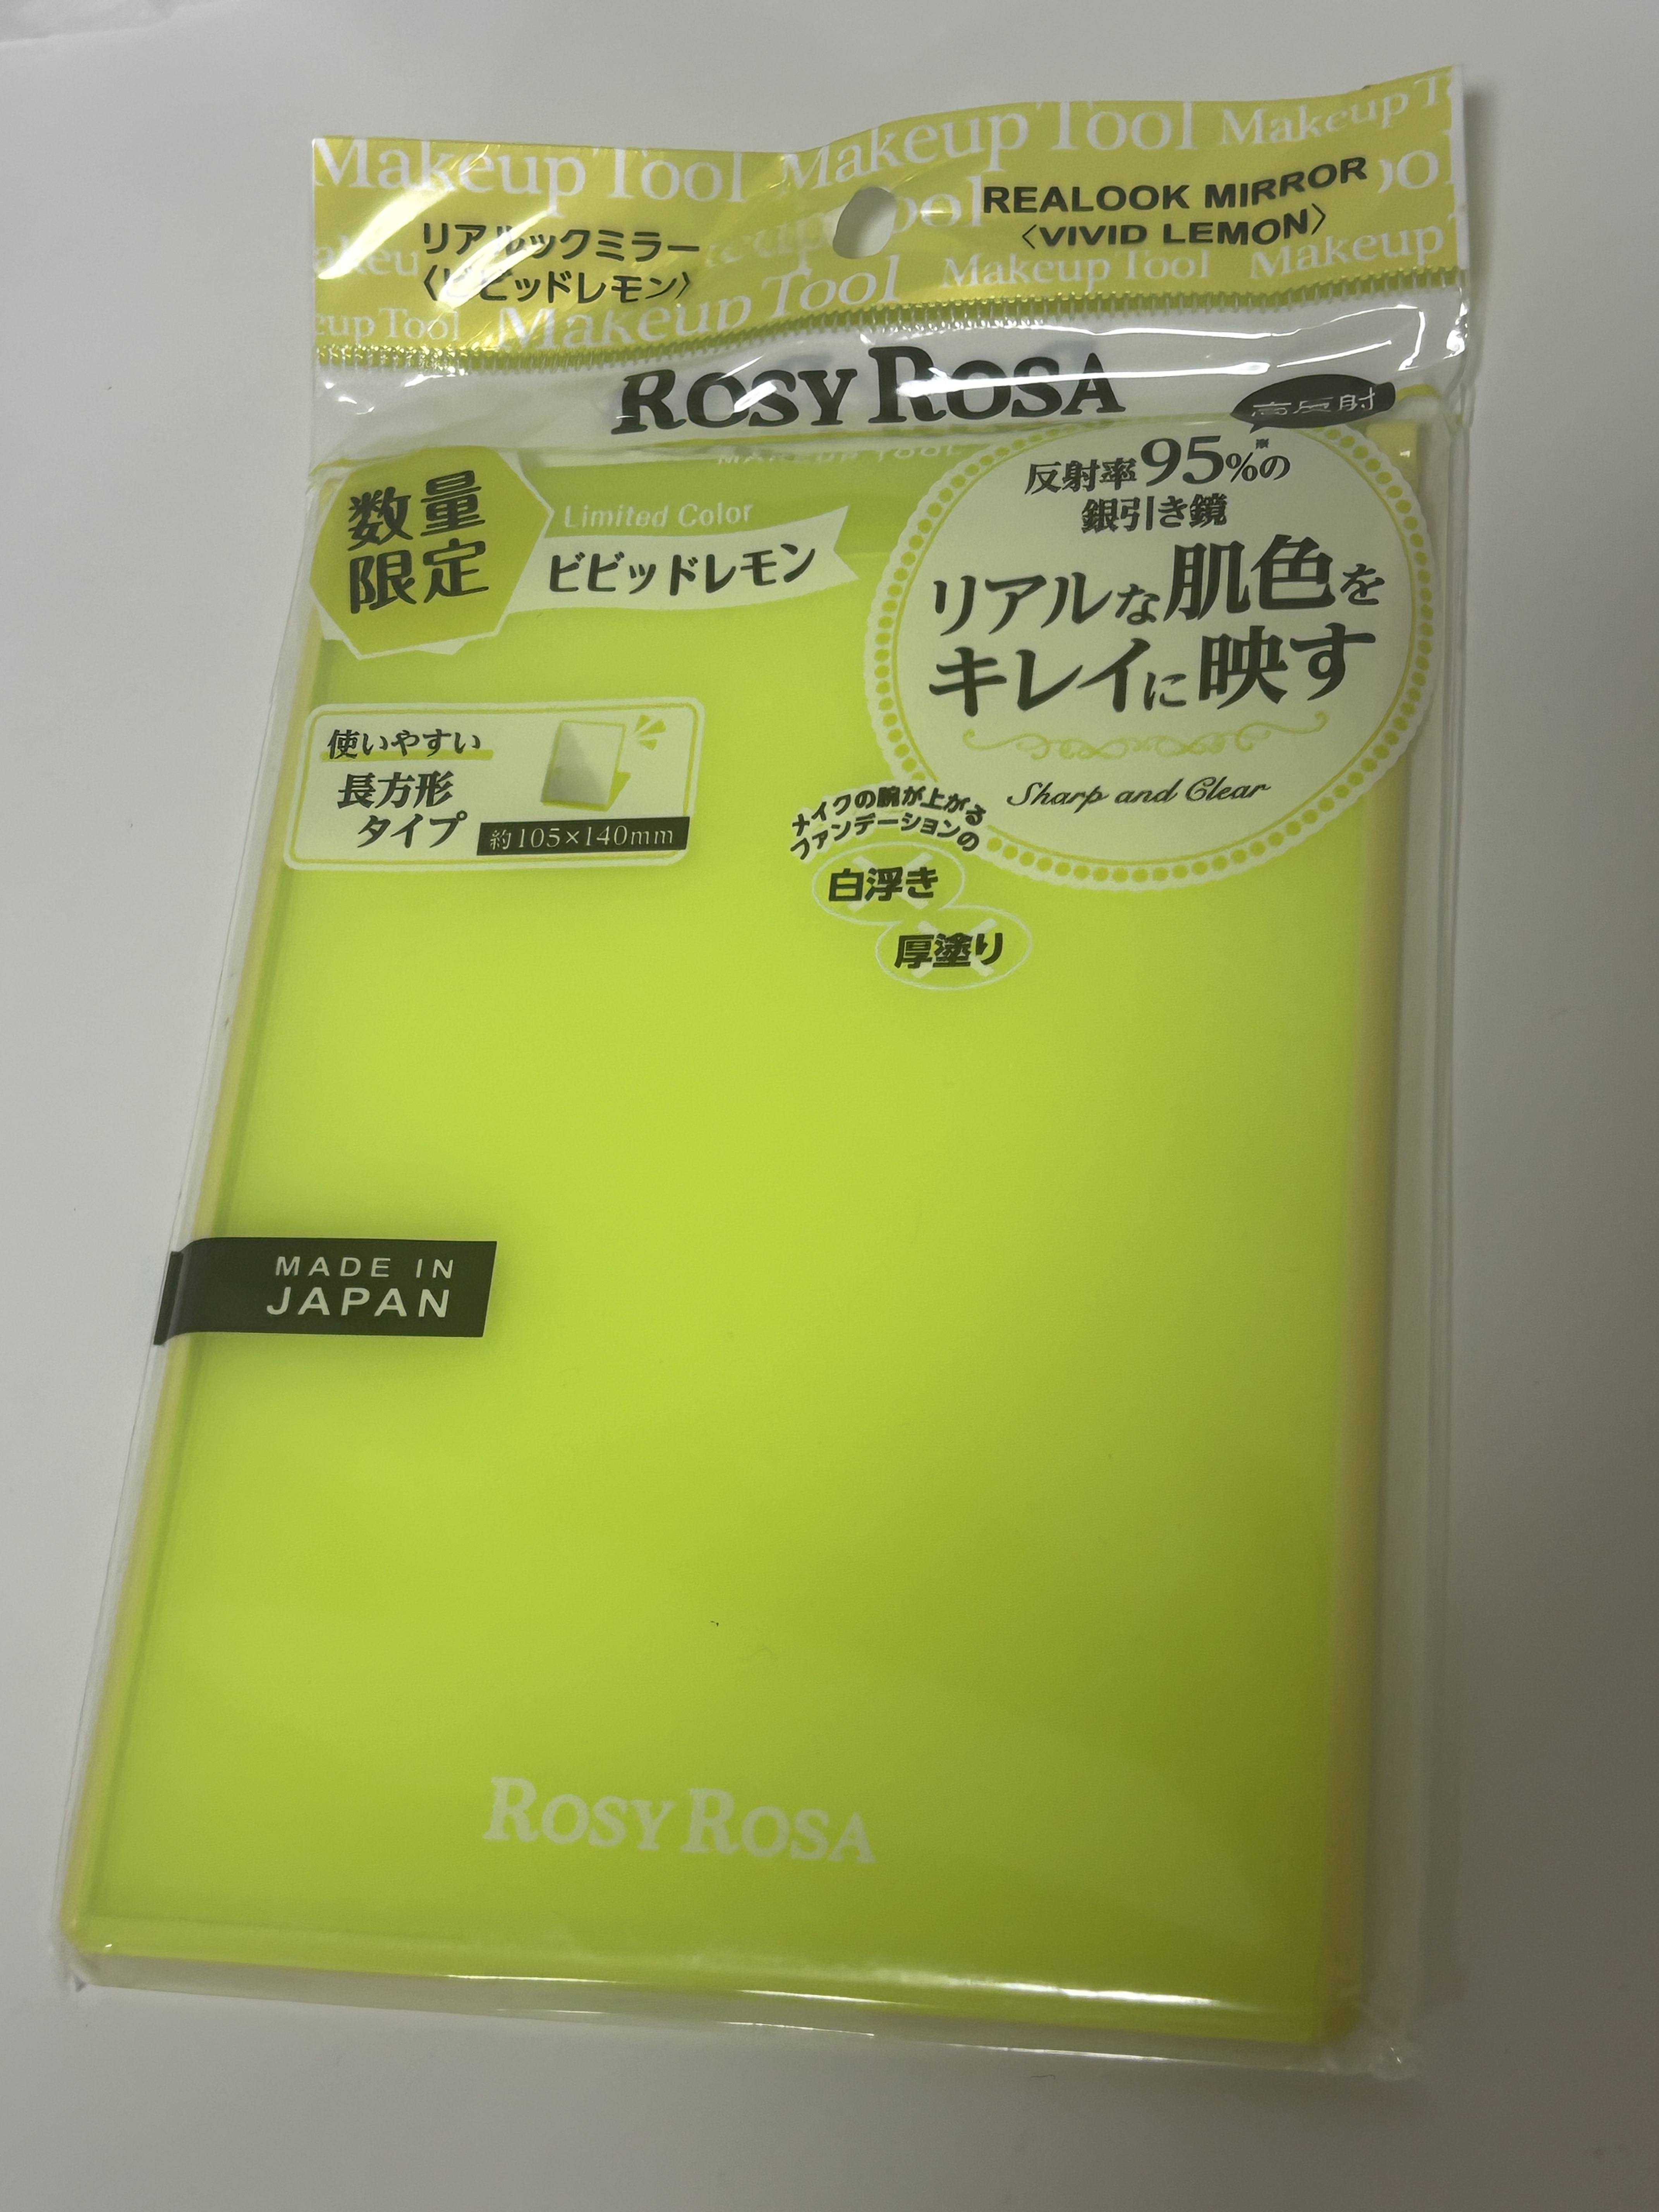 Makeup Tool Makeup Tool Makeup
リアルックミラー
〈ビビッドレモン〉
REALOOK MIRROR
〈VIVID LEMON〉
Makeup Tool Makeup
Makeup Tool
ROSY ROSA
高反射
MAKEUP TOOL
数量
限定
Limited Color
ビビッドレモン
反射率95%※の
銀引き鏡
リアルな肌色を
キレイに映す
Sharp and Clear
使いやすい
長方形
タイプ
約105×140mm
メイクの腕が上がる
ファンデーションの
白浮き
厚塗り
MADE IN
JAPAN
ROSY ROSA